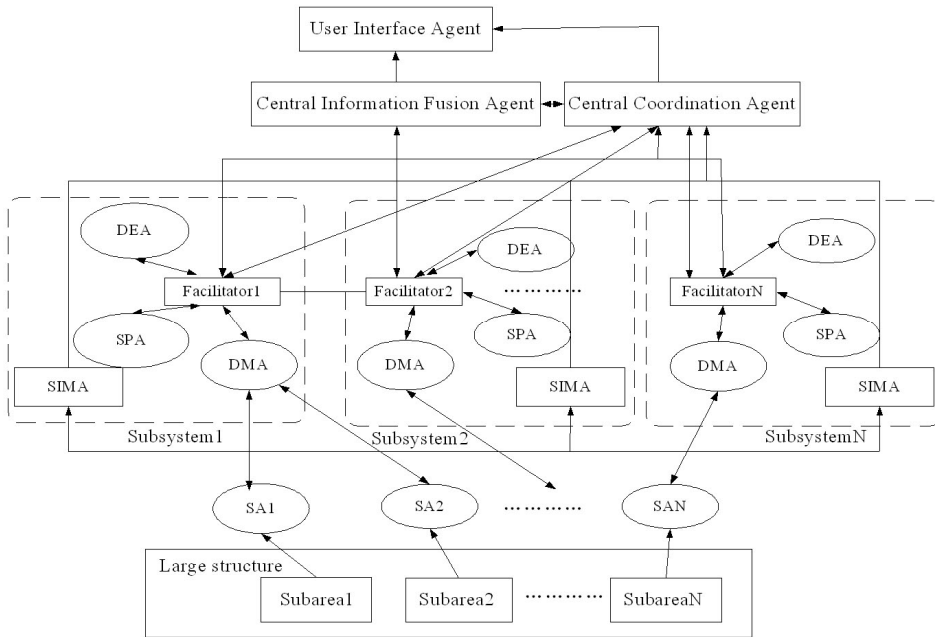 User Interface Agent
Central Information Fusion Agent
Central Coordination Agent
DEA
DEA
DEA
Facilitator1
Facilitator2
…………
FacilitatorN
SPA
SPA
SPA
DMA
DMA
DMA
SIMA
SIMA
SIMA
Subsystem1
Subsystem2
SubsystemN
SA1
SA2
…………
SAN
Large structure
Subarea1
Subarea2
…………
SubareaN